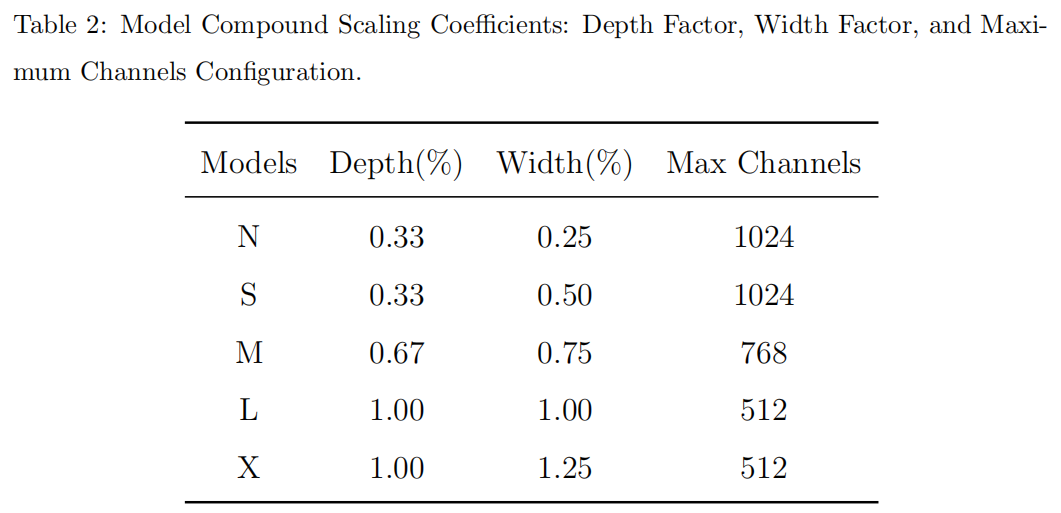 Table 2: Model Compound Scaling Coefficients: Depth Factor, Width Factor, and Maxi-
mum Channels Configuration.
Models Depth(%) Width(%) Max Channels
N 0.33 0.25 1024
S 0.33 0.50 1024
M 0.67 0.75 768
L 1.00 1.00 512
X 1.00 1.25 512